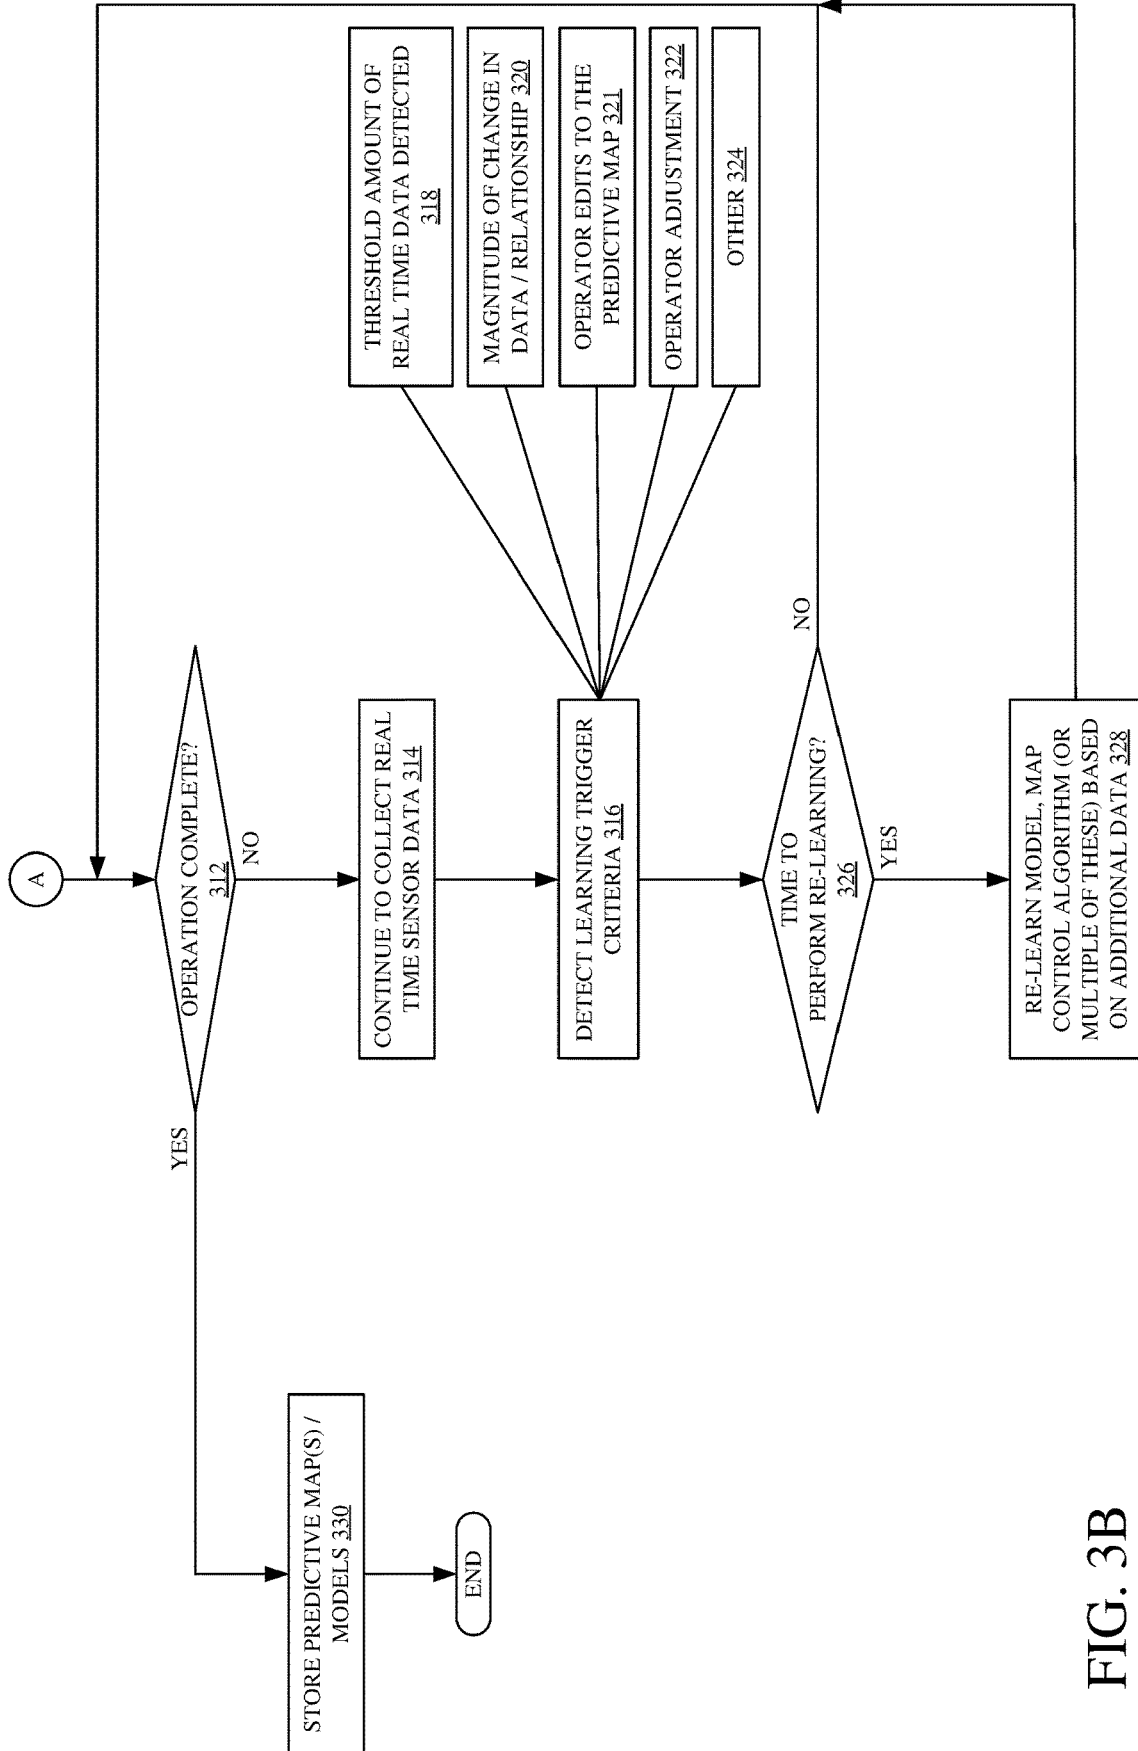 A
OPERATION COMPLETE?
312
YES
NO
CONTINUE TO COLLECT REAL
TIME SENSOR DATA 314
DETECT LEARNING TRIGGER
CRITERIA 316
THRESHOLD AMOUNT OF
REAL TIME DATA DETECTED
318
MAGNITUDE OF CHANGE IN
DATA / RELATIONSHIP 320
OPERATOR EDITS TO THE
PREDICTIVE MAP 321
OPERATOR ADJUSTMENT 322
OTHER 324
TIME TO
PERFORM RE-LEARNING?
326
NO
YES
RE-LEARN MODEL, MAP
CONTROL ALGORITHM (OR
MULTIPLE OF THESE) BASED
ON ADDITIONAL DATA 328
STORE PREDICTIVE MAP(S) /
MODELS 330
END
FIG. 3B